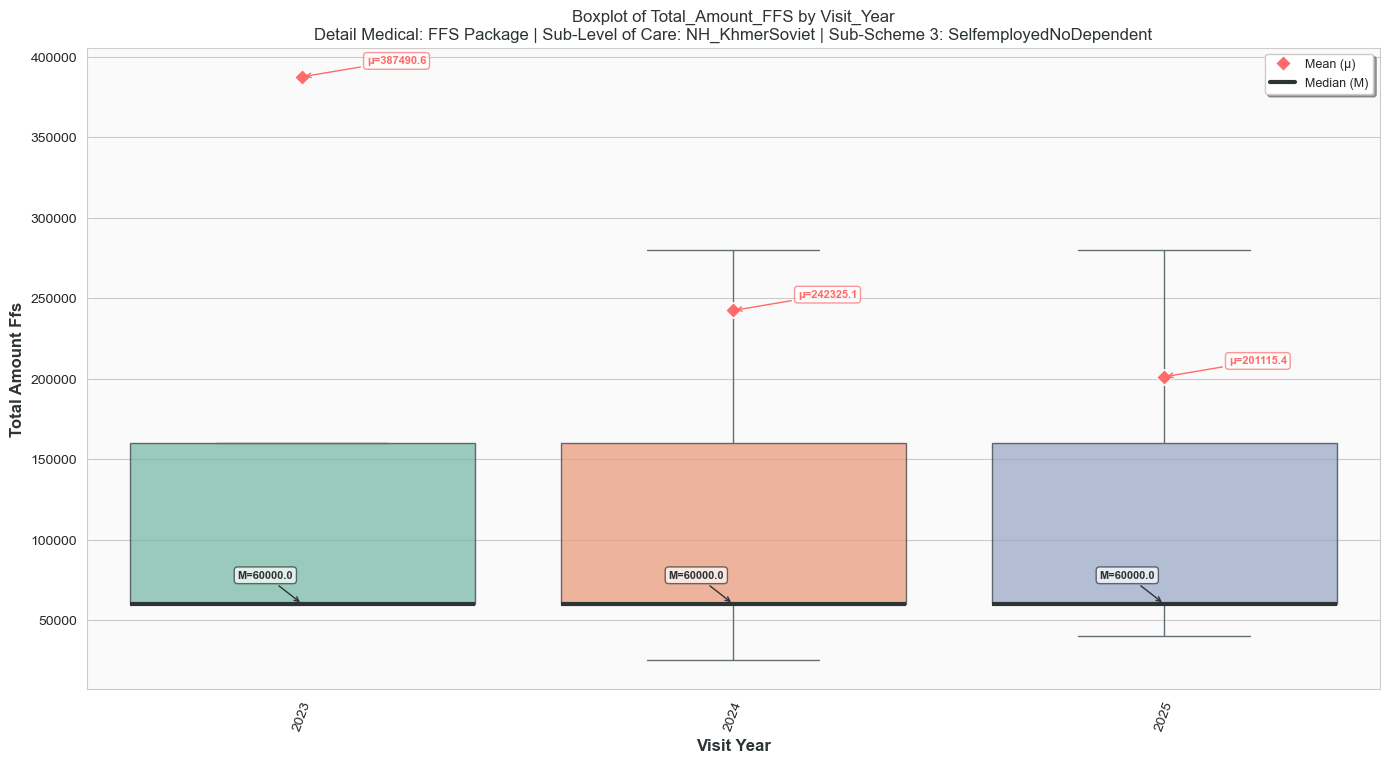 Boxplot of Total_Amount_FFS by Visit_Year
Detail Medical: FFS Package | Sub-Level of Care: NH_KhmerSoviet | Sub-Scheme 3: SelfemployedNoDependent
Mean (μ)
Median (M)
Total Amount Ffs
400000
350000
300000
250000
200000
150000
100000
50000
μ=387490.6
μ=242325.1
μ=201115.4
M=60000.0
M=60000.0
M=60000.0
2023
2024
2025
Visit Year